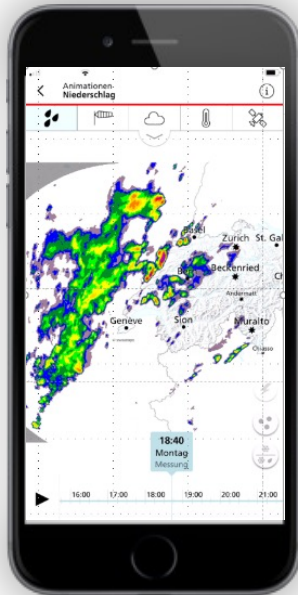 Animationen-
Niederschlag
Basel
Zürich St. Gal
Beckenried
Andermatt
Genève
Sion
Muralto
Chiasso
18:40
Montag
Messung
16:00 17:00 18:00 19:00 20:00 21:00